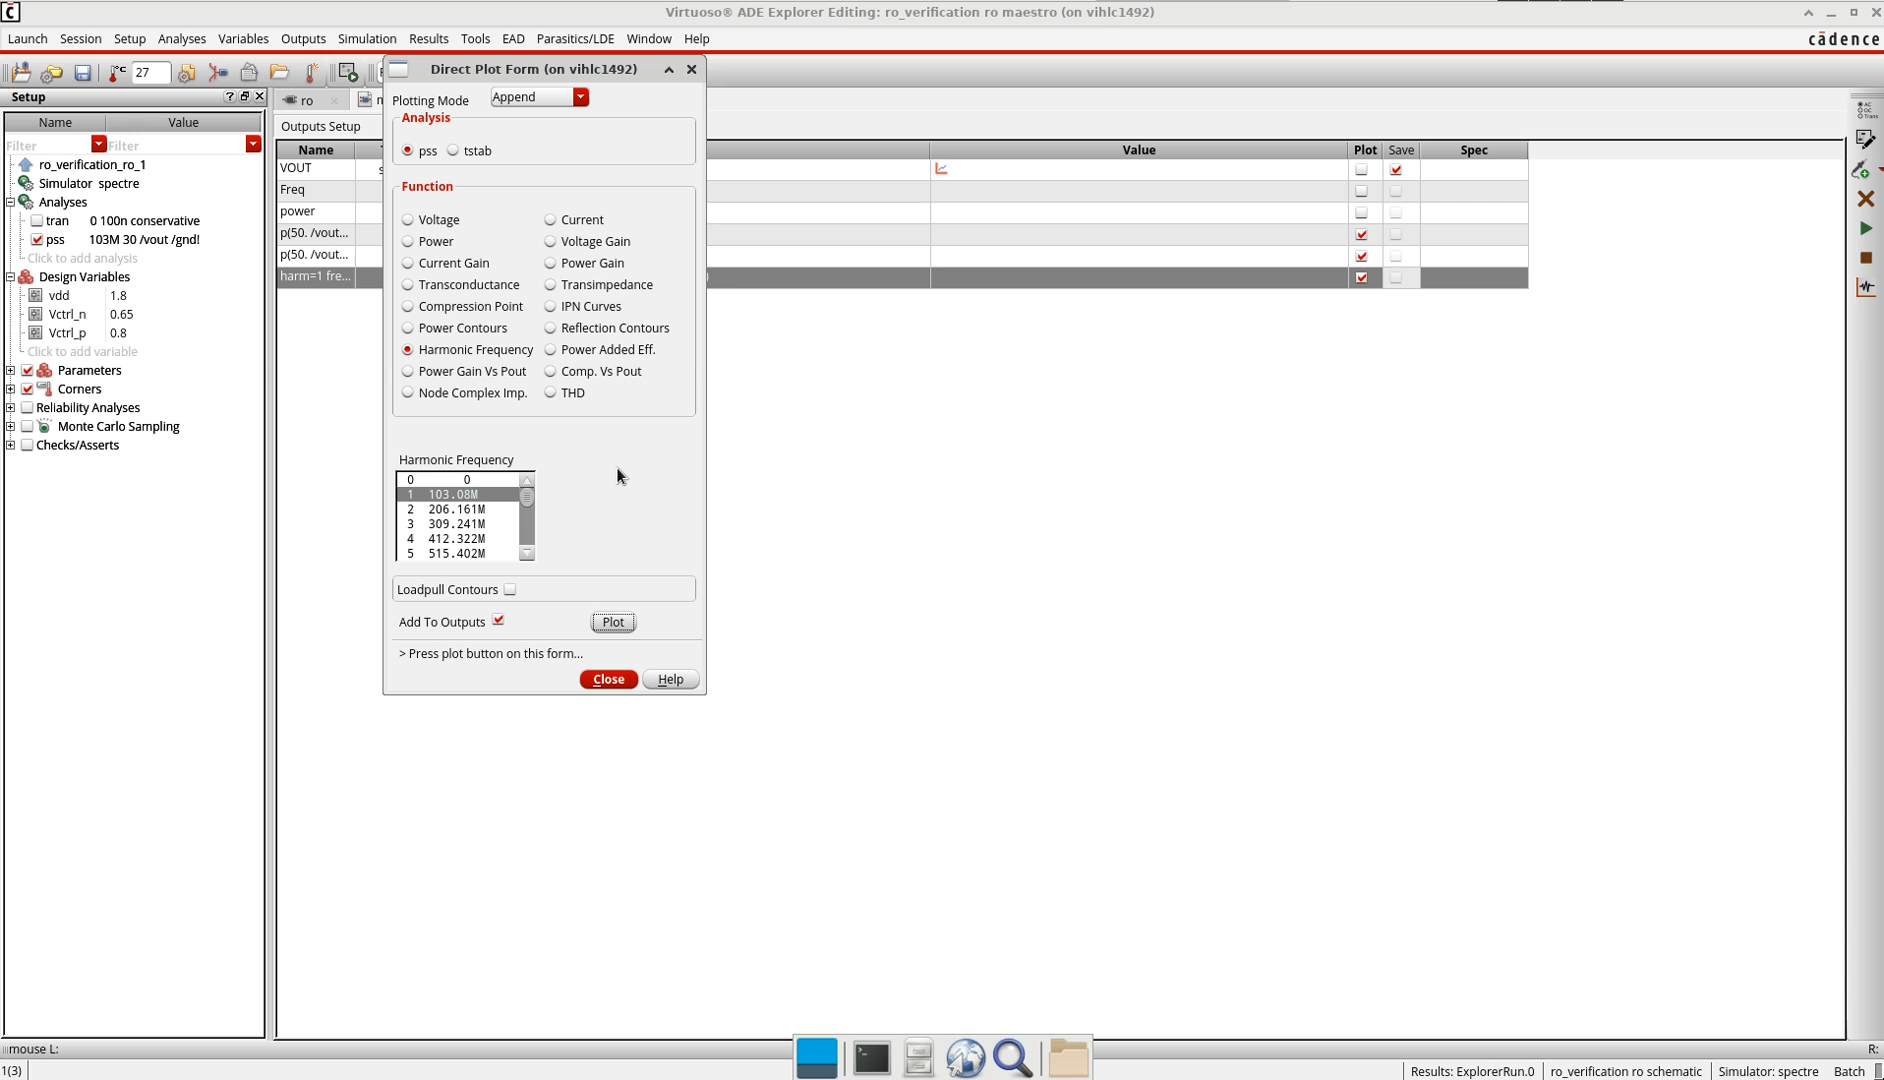 Virtuoso® ADE Explorer Editing: ro_verification ro maestro (on vihlc1492)
Launch Session Setup Analyses Variables Outputs Simulation Results Tools EAD Parasitics/LDE Window Help
cādence
27
Setup
Name Value
Filter Filter
ro_verification_ro_1
Simulator spectre
Analyses
tran 0 100n conservative
pss 103M 30 /vout /gnd!
Click to add analysis
Design Variables
vdd 1.8
Vctrl_n 0.65
Vctrl_p 0.8
Click to add variable
Parameters
Corners
Reliability Analyses
Monte Carlo Sampling
Checks/Asserts
ro
Outputs Setup
Name Value Plot Save Spec
VOUT
Freq
power
p(50. /vout...
p(50. /vout...
harm=1 fre...
Direct Plot Form (on vihlc1492)
Plotting Mode Append
Analysis
pss tstab
Function
Voltage Current
Power Voltage Gain
Current Gain Power Gain
Transconductance Transimpedance
Compression Point IPN Curves
Power Contours Reflection Contours
Harmonic Frequency Power Added Eff.
Power Gain Vs Pout Comp. Vs Pout
Node Complex Imp. THD
Harmonic Frequency
0 0
1 103.08M
2 206.161M
3 309.241M
4 412.322M
5 515.402M
Loadpull Contours
Add To Outputs Plot
> Press plot button on this form...
Close Help
mouse L: R:
1(3)
Results: ExplorerRun.0 ro_verification ro schematic Simulator: spectre Batch